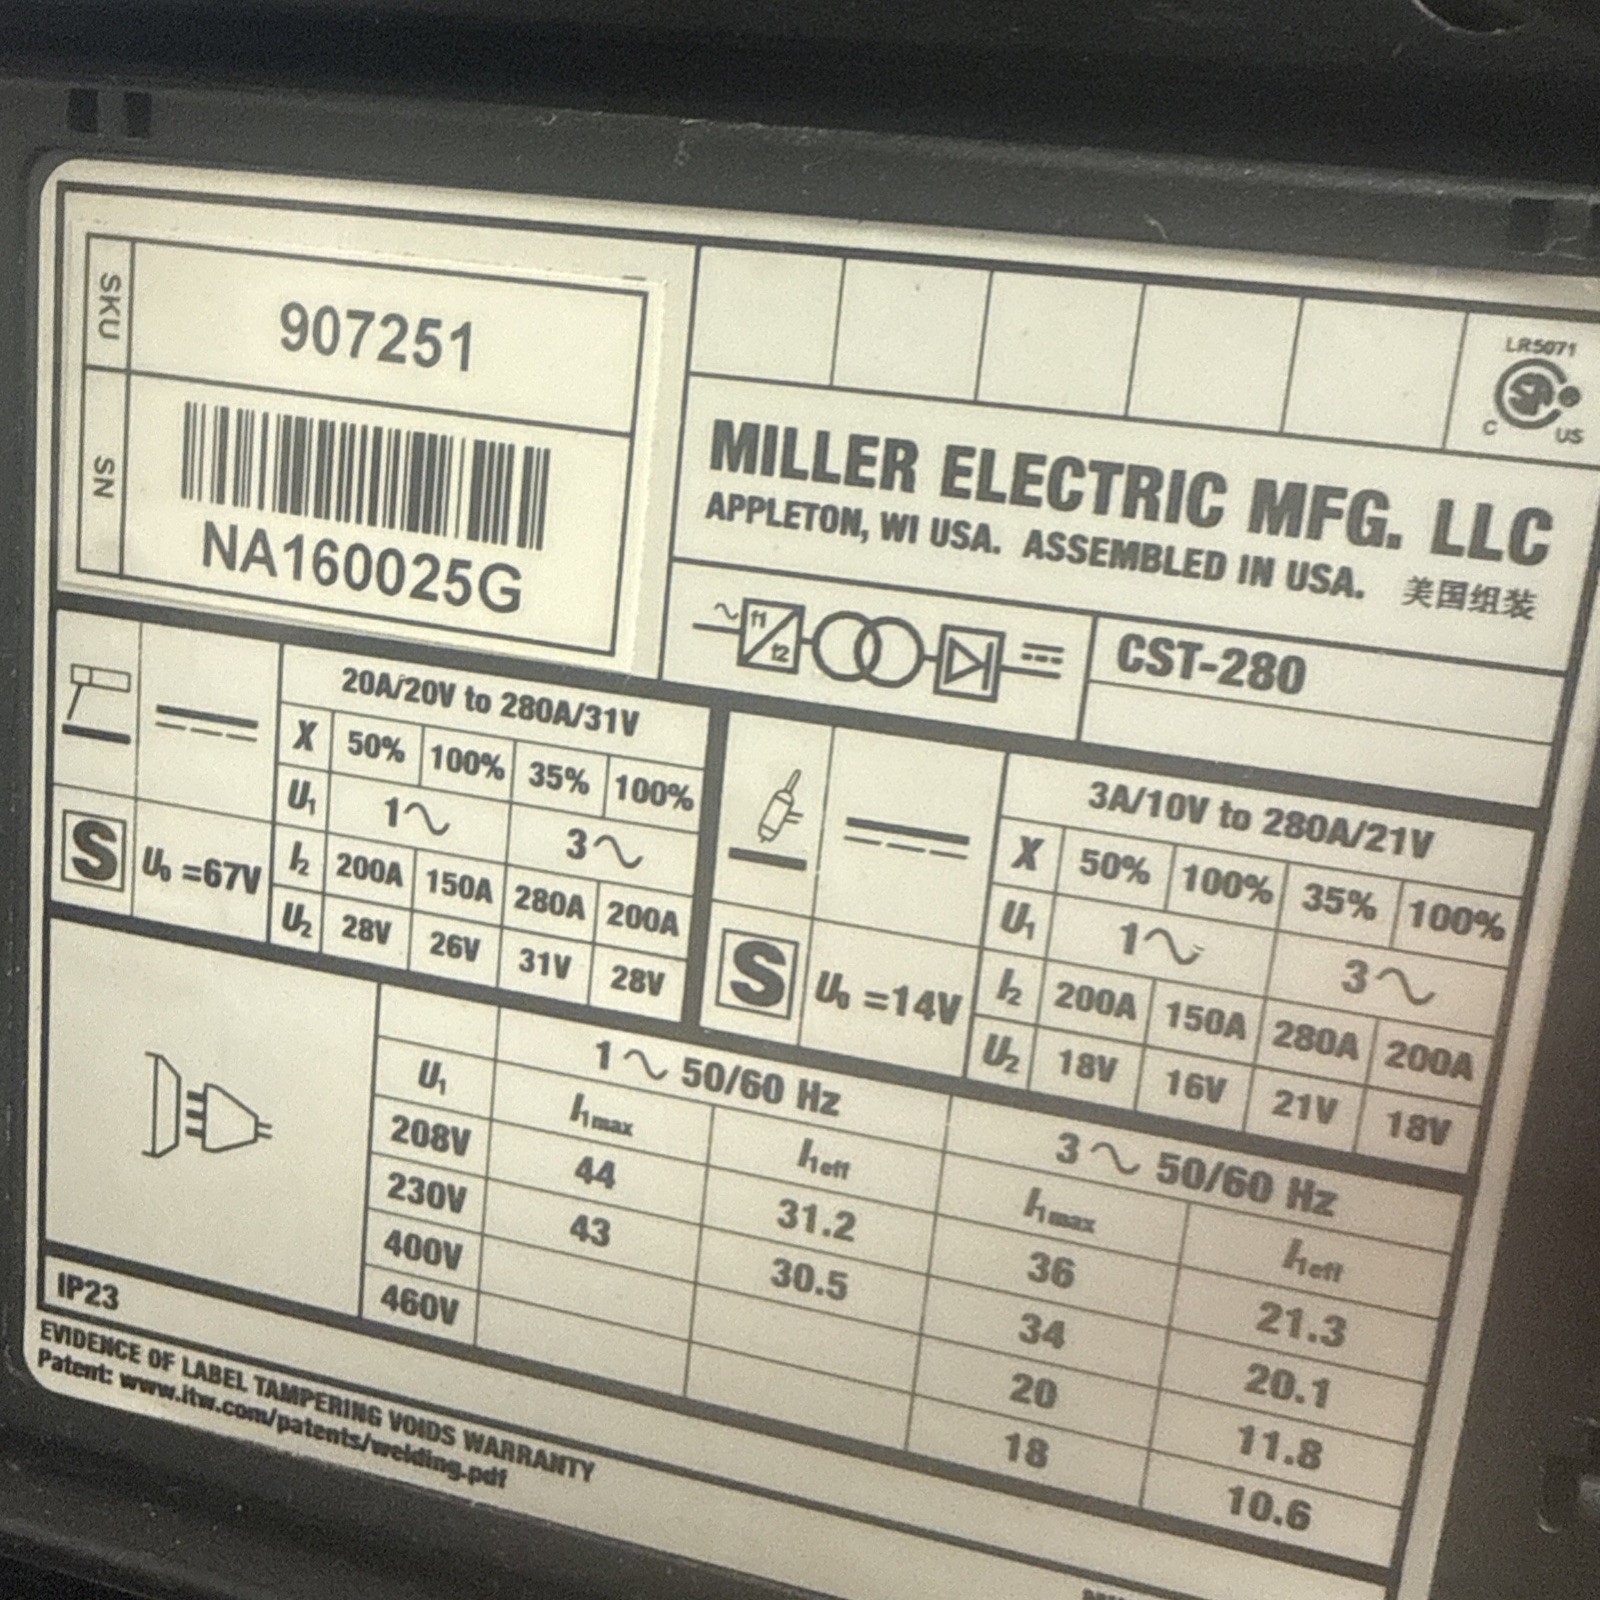 SKU 907251
SN
NA160025G
LR5071
C US
MILLER ELECTRIC MFG. LLC
APPLETON, WI USA. ASSEMBLED IN USA. 美国组装
f1
f2
CST-280
20A/20V to 280A/31V
X 50% 100% 35% 100%
U1 1~ 3~
S U0 =67V
I2 200A 150A 280A 200A
U2 28V 26V 31V 28V
3A/10V to 280A/21V
X 50% 100% 35% 100%
U1 1~ 3~
S U0 =14V
I2 200A 150A 280A 200A
U2 18V 16V 21V 18V
1~ 50/60 Hz 3~ 50/60 Hz
U1 I1max I1eff I1max I1eff
208V 44 31.2 36 21.3
230V 43 30.5 34 20.1
400V 20 11.8
460V 18 10.6
IP23
EVIDENCE OF LABEL TAMPERING VOIDS WARRANTY
Patent: www.itw.com/patents/welding.pdf